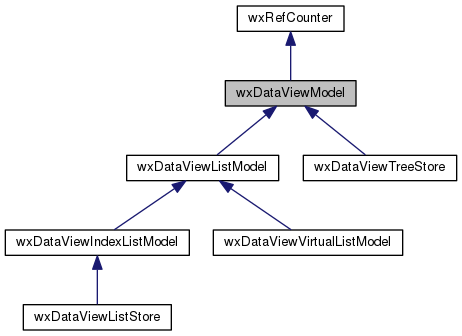 wxRefCounter
wxDataViewModel
wxDataViewListModel
wxDataViewTreeStore
wxDataViewIndexListModel
wxDataViewVirtualListModel
wxDataViewListStore